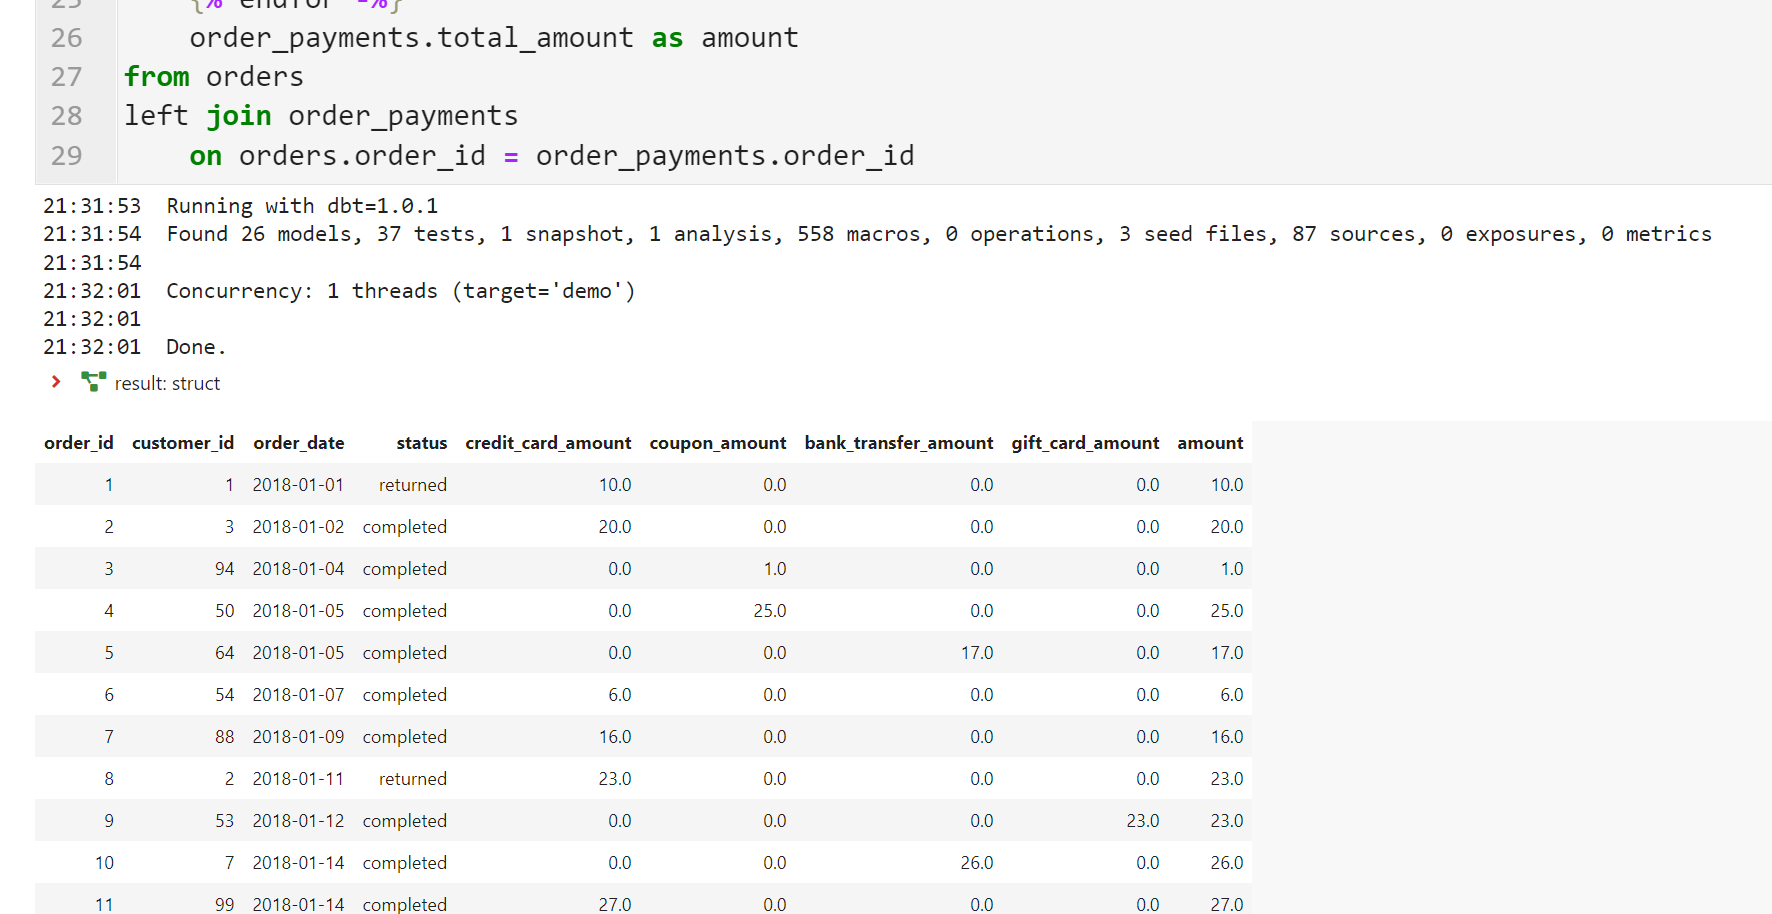 25 {% endfor -%}
26 order_payments.total_amount as amount
27 from orders
28 left join order_payments
29 on orders.order_id = order_payments.order_id
21:31:53 Running with dbt=1.0.1
21:31:54 Found 26 models, 37 tests, 1 snapshot, 1 analysis, 558 macros, 0 operations, 3 seed files, 87 sources, 0 exposures, 0 metrics
21:31:54
21:32:01 Concurrency: 1 threads (target='demo')
21:32:01
21:32:01 Done.
result: struct
order_id customer_id order_date status credit_card_amount coupon_amount bank_transfer_amount gift_card_amount amount
1 1 2018-01-01 returned 10.0 0.0 0.0 0.0 10.0
2 3 2018-01-02 completed 20.0 0.0 0.0 0.0 20.0
3 94 2018-01-04 completed 0.0 1.0 0.0 0.0 1.0
4 50 2018-01-05 completed 0.0 25.0 0.0 0.0 25.0
5 64 2018-01-05 completed 0.0 0.0 17.0 0.0 17.0
6 54 2018-01-07 completed 6.0 0.0 0.0 0.0 6.0
7 88 2018-01-09 completed 16.0 0.0 0.0 0.0 16.0
8 2 2018-01-11 returned 23.0 0.0 0.0 0.0 23.0
9 53 2018-01-12 completed 0.0 0.0 0.0 23.0 23.0
10 7 2018-01-14 completed 0.0 0.0 26.0 0.0 26.0
11 99 2018-01-14 completed 27.0 0.0 0.0 0.0 27.0